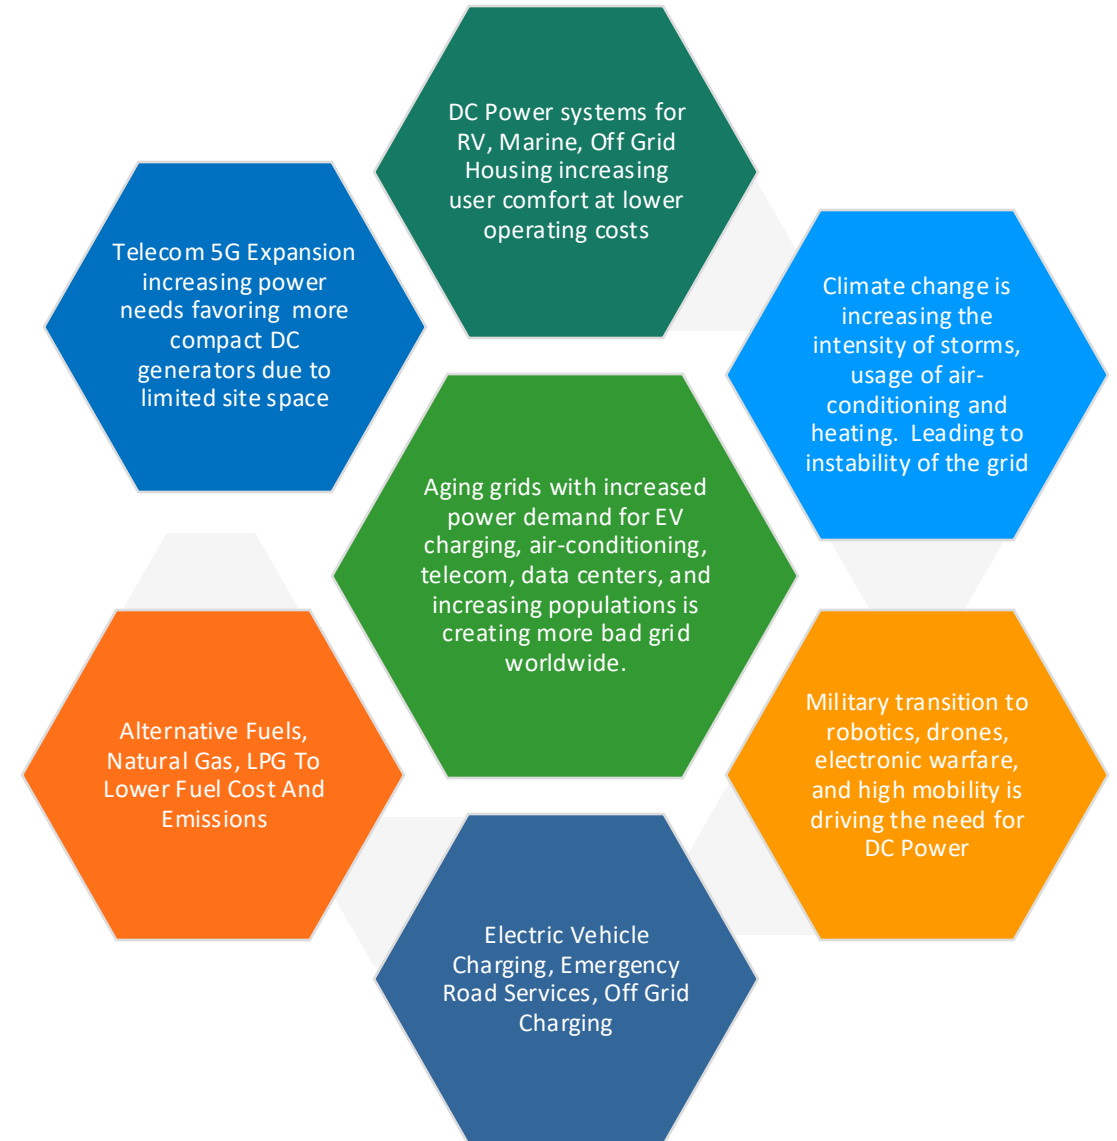 DC Power systems for
RV, Marine, Off Grid
Housing increasing
user comfort at lower
operating costs
Telecom 5G Expansion
increasing power
needs favoring more
compact DC
generators due to
limited site space
Climate change is
increasing the
intensity of storms,
usage of air-
conditioning and
heating. Leading to
instability of the grid
Aging grids with increased
power demand for EV
charging, air-conditioning,
telecom, data centers, and
increasing populations is
creating more bad grid
worldwide.
Alternative Fuels,
Natural Gas, LPG To
Lower Fuel Cost And
Emissions
Military transition to
robotics, drones,
electronic warfare,
and high mobility is
driving the need for
DC Power
Electric Vehicle
Charging, Emergency
Road Services, Off Grid
Charging